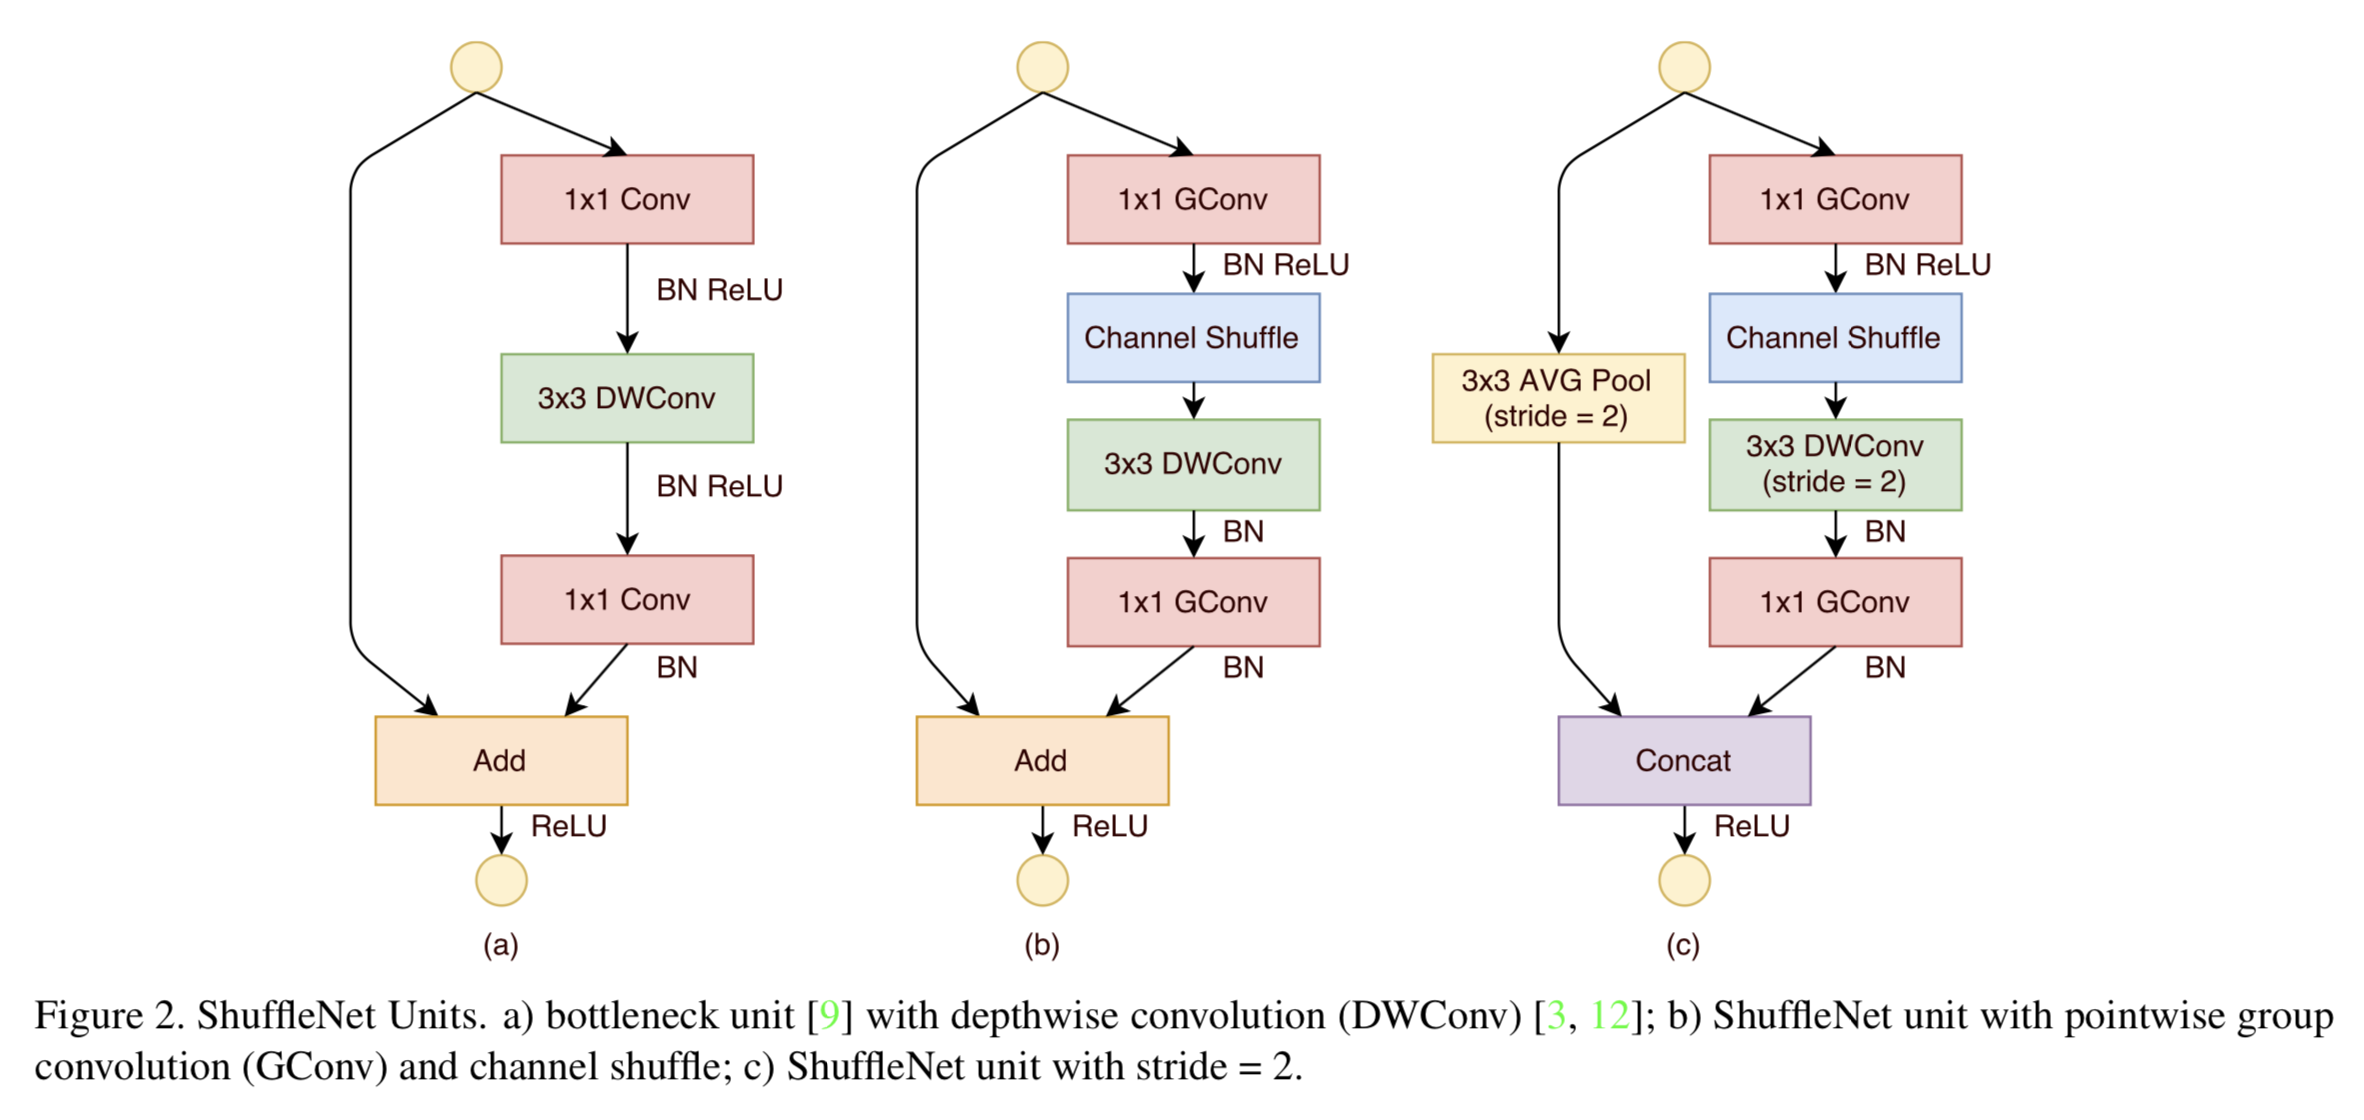 1x1 Conv
BN ReLU
3x3 DWConv
BN ReLU
1x1 Conv
BN
Add
ReLU
(a)
1x1 GConv
BN ReLU
Channel Shuffle
3x3 DWConv
BN
1x1 GConv
BN
Add
ReLU
(b)
3x3 AVG Pool
(stride = 2)
1x1 GConv
BN ReLU
Channel Shuffle
3x3 DWConv
(stride = 2)
BN
1x1 GConv
BN
Concat
ReLU
(c)
Figure 2. ShuffleNet Units. a) bottleneck unit [9] with depthwise convolution (DWConv) [3, 12]; b) ShuffleNet unit with pointwise group
convolution (GConv) and channel shuffle; c) ShuffleNet unit with stride = 2.